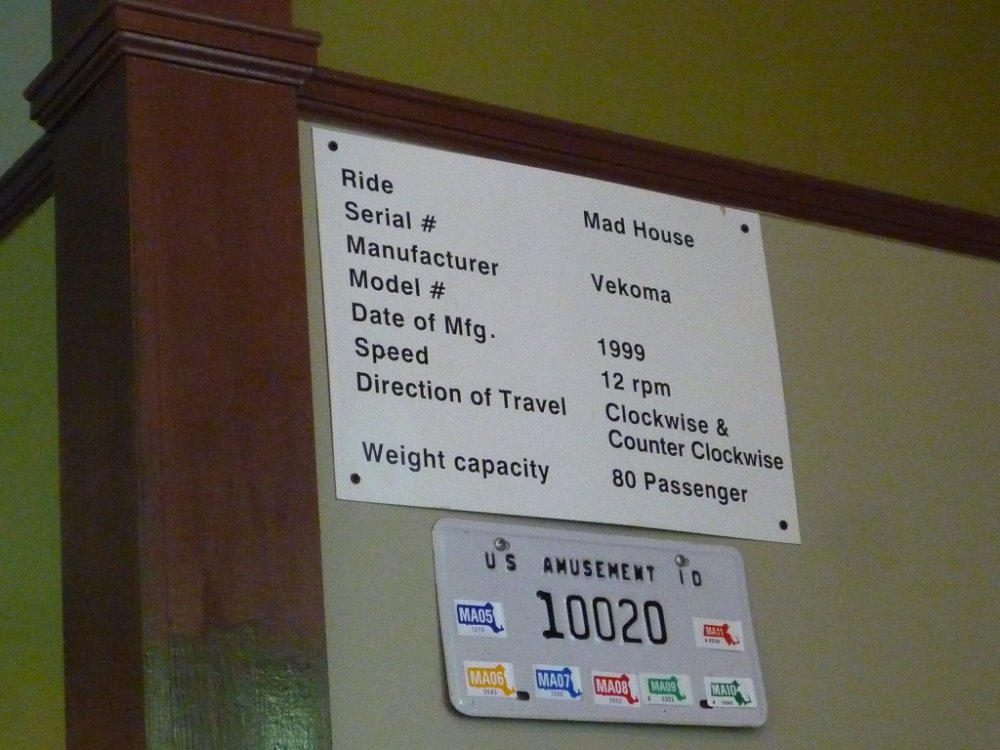 Ride Mad House
Serial #
Manufacturer Vekoma
Model #
Date of Mfg. 1999
Speed 12 rpm
Direction of Travel Clockwise &
Counter Clockwise
Weight capacity 80 Passenger
US AMUSEMENT ID
10020
MA05
MA11
MA06
MA07
MA08
MA09
MA10